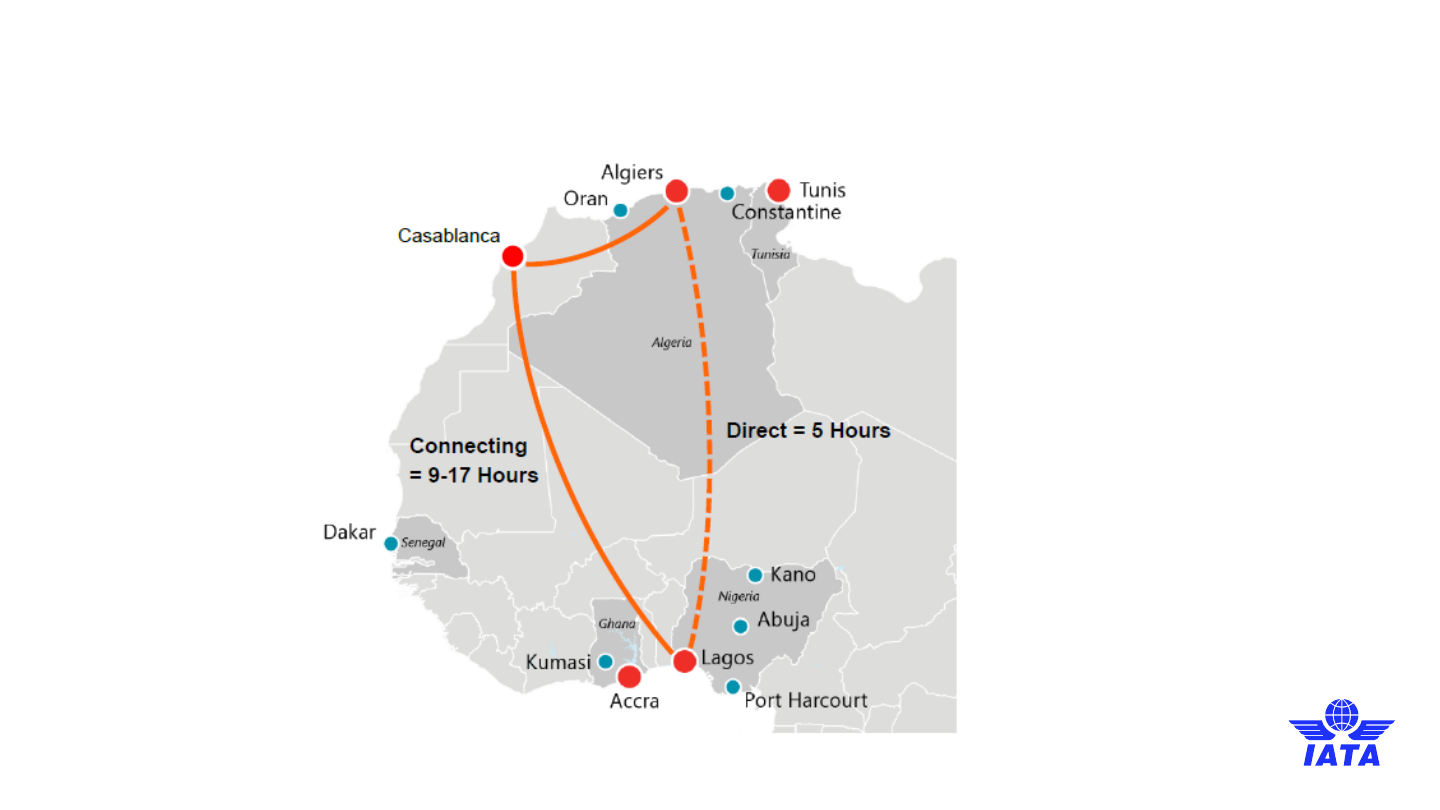 Algiers
Oran
Tunis
Constantine
Casablanca
Tunisia
Algeria
Direct = 5 Hours
Connecting
= 9-17 Hours
Dakar
Senegal
Kano
Nigeria
Abuja
Ghana
Kumasi
Lagos
Accra
Port Harcourt
IATA